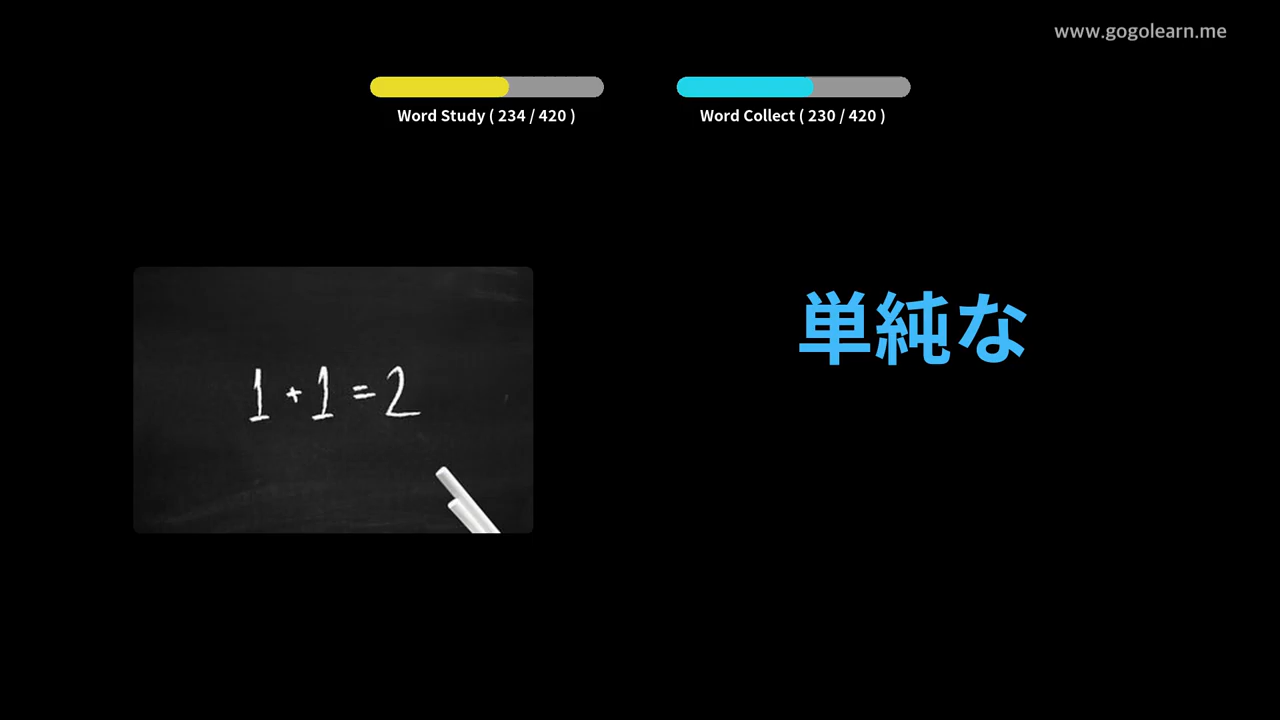 www.gogolearn.me
Word Study ( 234 / 420 )
Word Collect ( 230 / 420 )
1 + 1 = 2
単純な